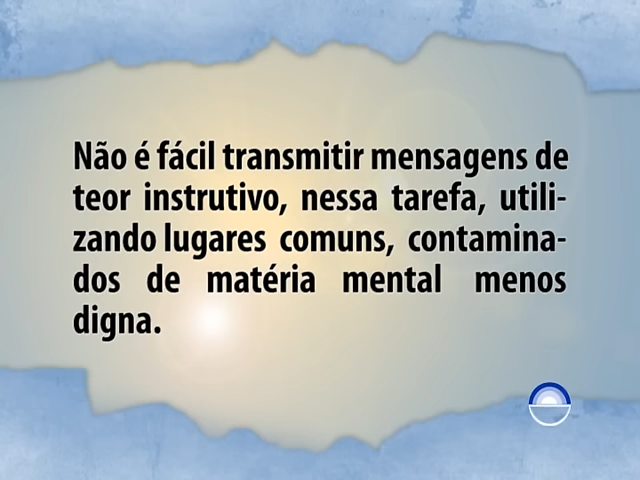 Não é fácil transmitir mensagens de
teor instrutivo, nessa tarefa, utili-
zando lugares comuns, contamina-
dos de matéria mental menos
digna.